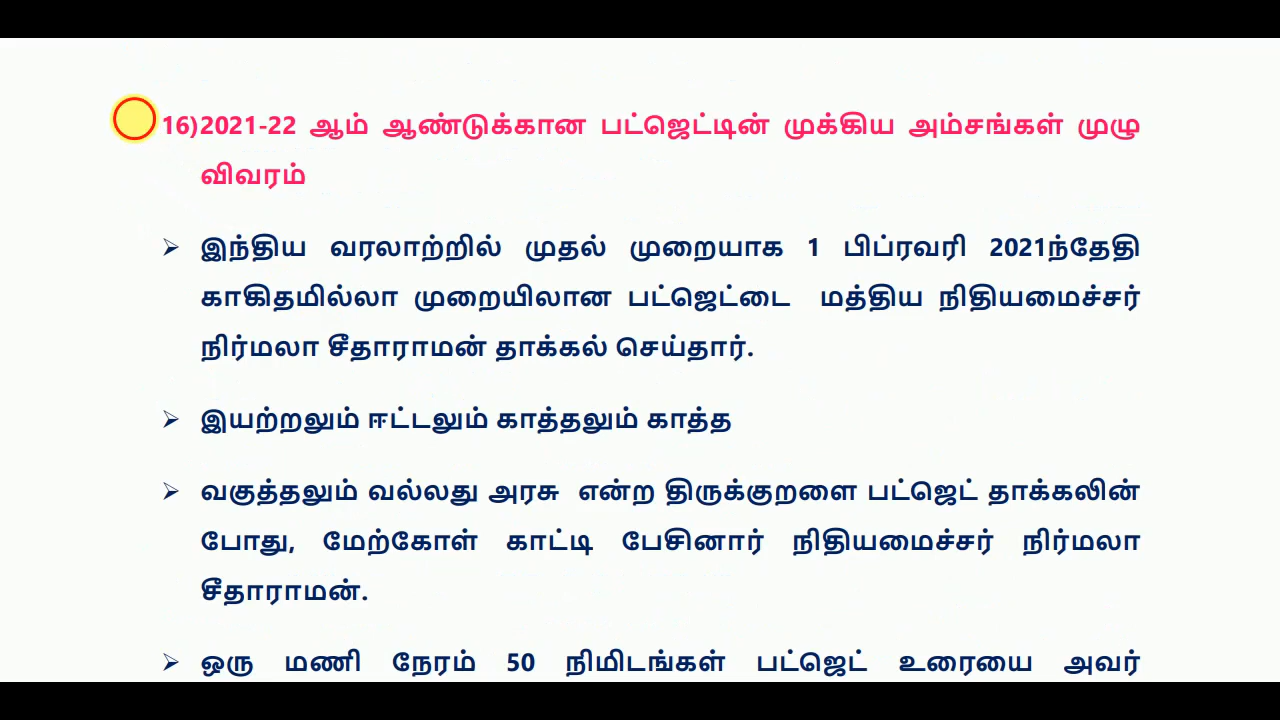 16)2021-22 ஆம் ஆண்டுக்கான பட்ஜெட்டின் முக்கிய அம்சங்கள் முழு
விவரம்
➢ இந்திய வரலாற்றில் முதல் முறையாக 1 பிப்ரவரி 2021ந்தேதி
காகிதமில்லா முறையிலான பட்ஜெட்டை மத்திய நிதியமைச்சர்
நிர்மலா சீதாராமன் தாக்கல் செய்தார்.
➢ இயற்றலும் ஈட்டலும் காத்தலும் காத்த
➢ வகுத்தலும் வல்லது அரசு என்ற திருக்குறளை பட்ஜெட் தாக்கலின்
போது, மேற்கோள் காட்டி பேசினார் நிதியமைச்சர் நிர்மலா
சீதாராமன்.
➢ ஒரு மணி நேரம் 50 நிமிடங்கள் பட்ஜெட் உரையை அவர்